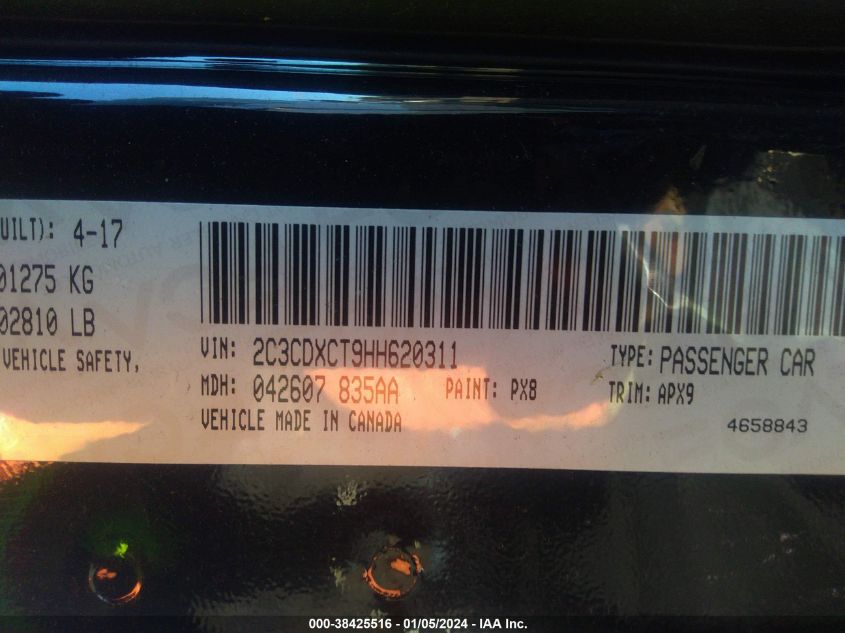 UILT): 4-17
01275 KG
02810 LB
VEHICLE SAFETY,
VIN: 2C3CDXCT9HH620311
TYPE: PASSENGER CAR
MDH: 042607 835AA PAINT: PX8 TRIM: APX9
VEHICLE MADE IN CANADA
4658843
000-38425516 - 01/05/2024 - IAA Inc.